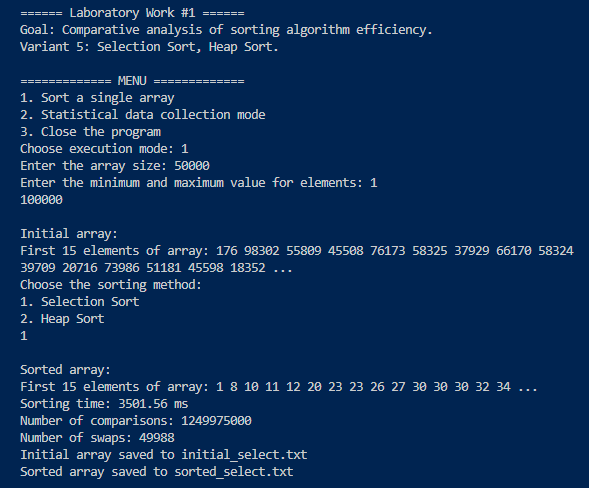 ====== Laboratory Work #1 ======
Goal: Comparative analysis of sorting algorithm efficiency.
Variant 5: Selection Sort, Heap Sort.
============= MENU =============
1. Sort a single array
2. Statistical data collection mode
3. Close the program
Choose execution mode: 1
Enter the array size: 50000
Enter the minimum and maximum value for elements: 1
100000
Initial array:
First 15 elements of array: 176 98302 55809 45508 76173 58325 37929 66170 58324
39709 20716 73986 51181 45598 18352 ...
Choose the sorting method:
1. Selection Sort
2. Heap Sort
1
Sorted array:
First 15 elements of array: 1 8 10 11 12 20 23 23 26 27 30 30 30 32 34 ...
Sorting time: 3501.56 ms
Number of comparisons: 1249975000
Number of swaps: 49988
Initial array saved to initial_select.txt
Sorted array saved to sorted_select.txt